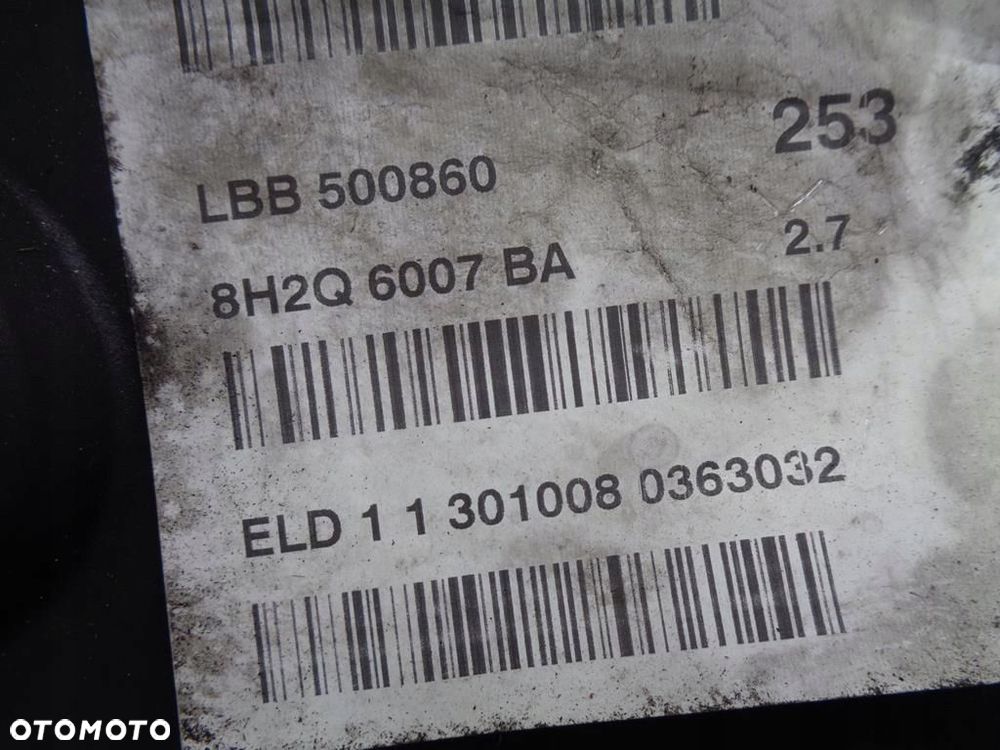 253
LBB 500860
2.7
8H2Q 6007 BA
ELD 1 1 301008 0363032
OTOMOTO